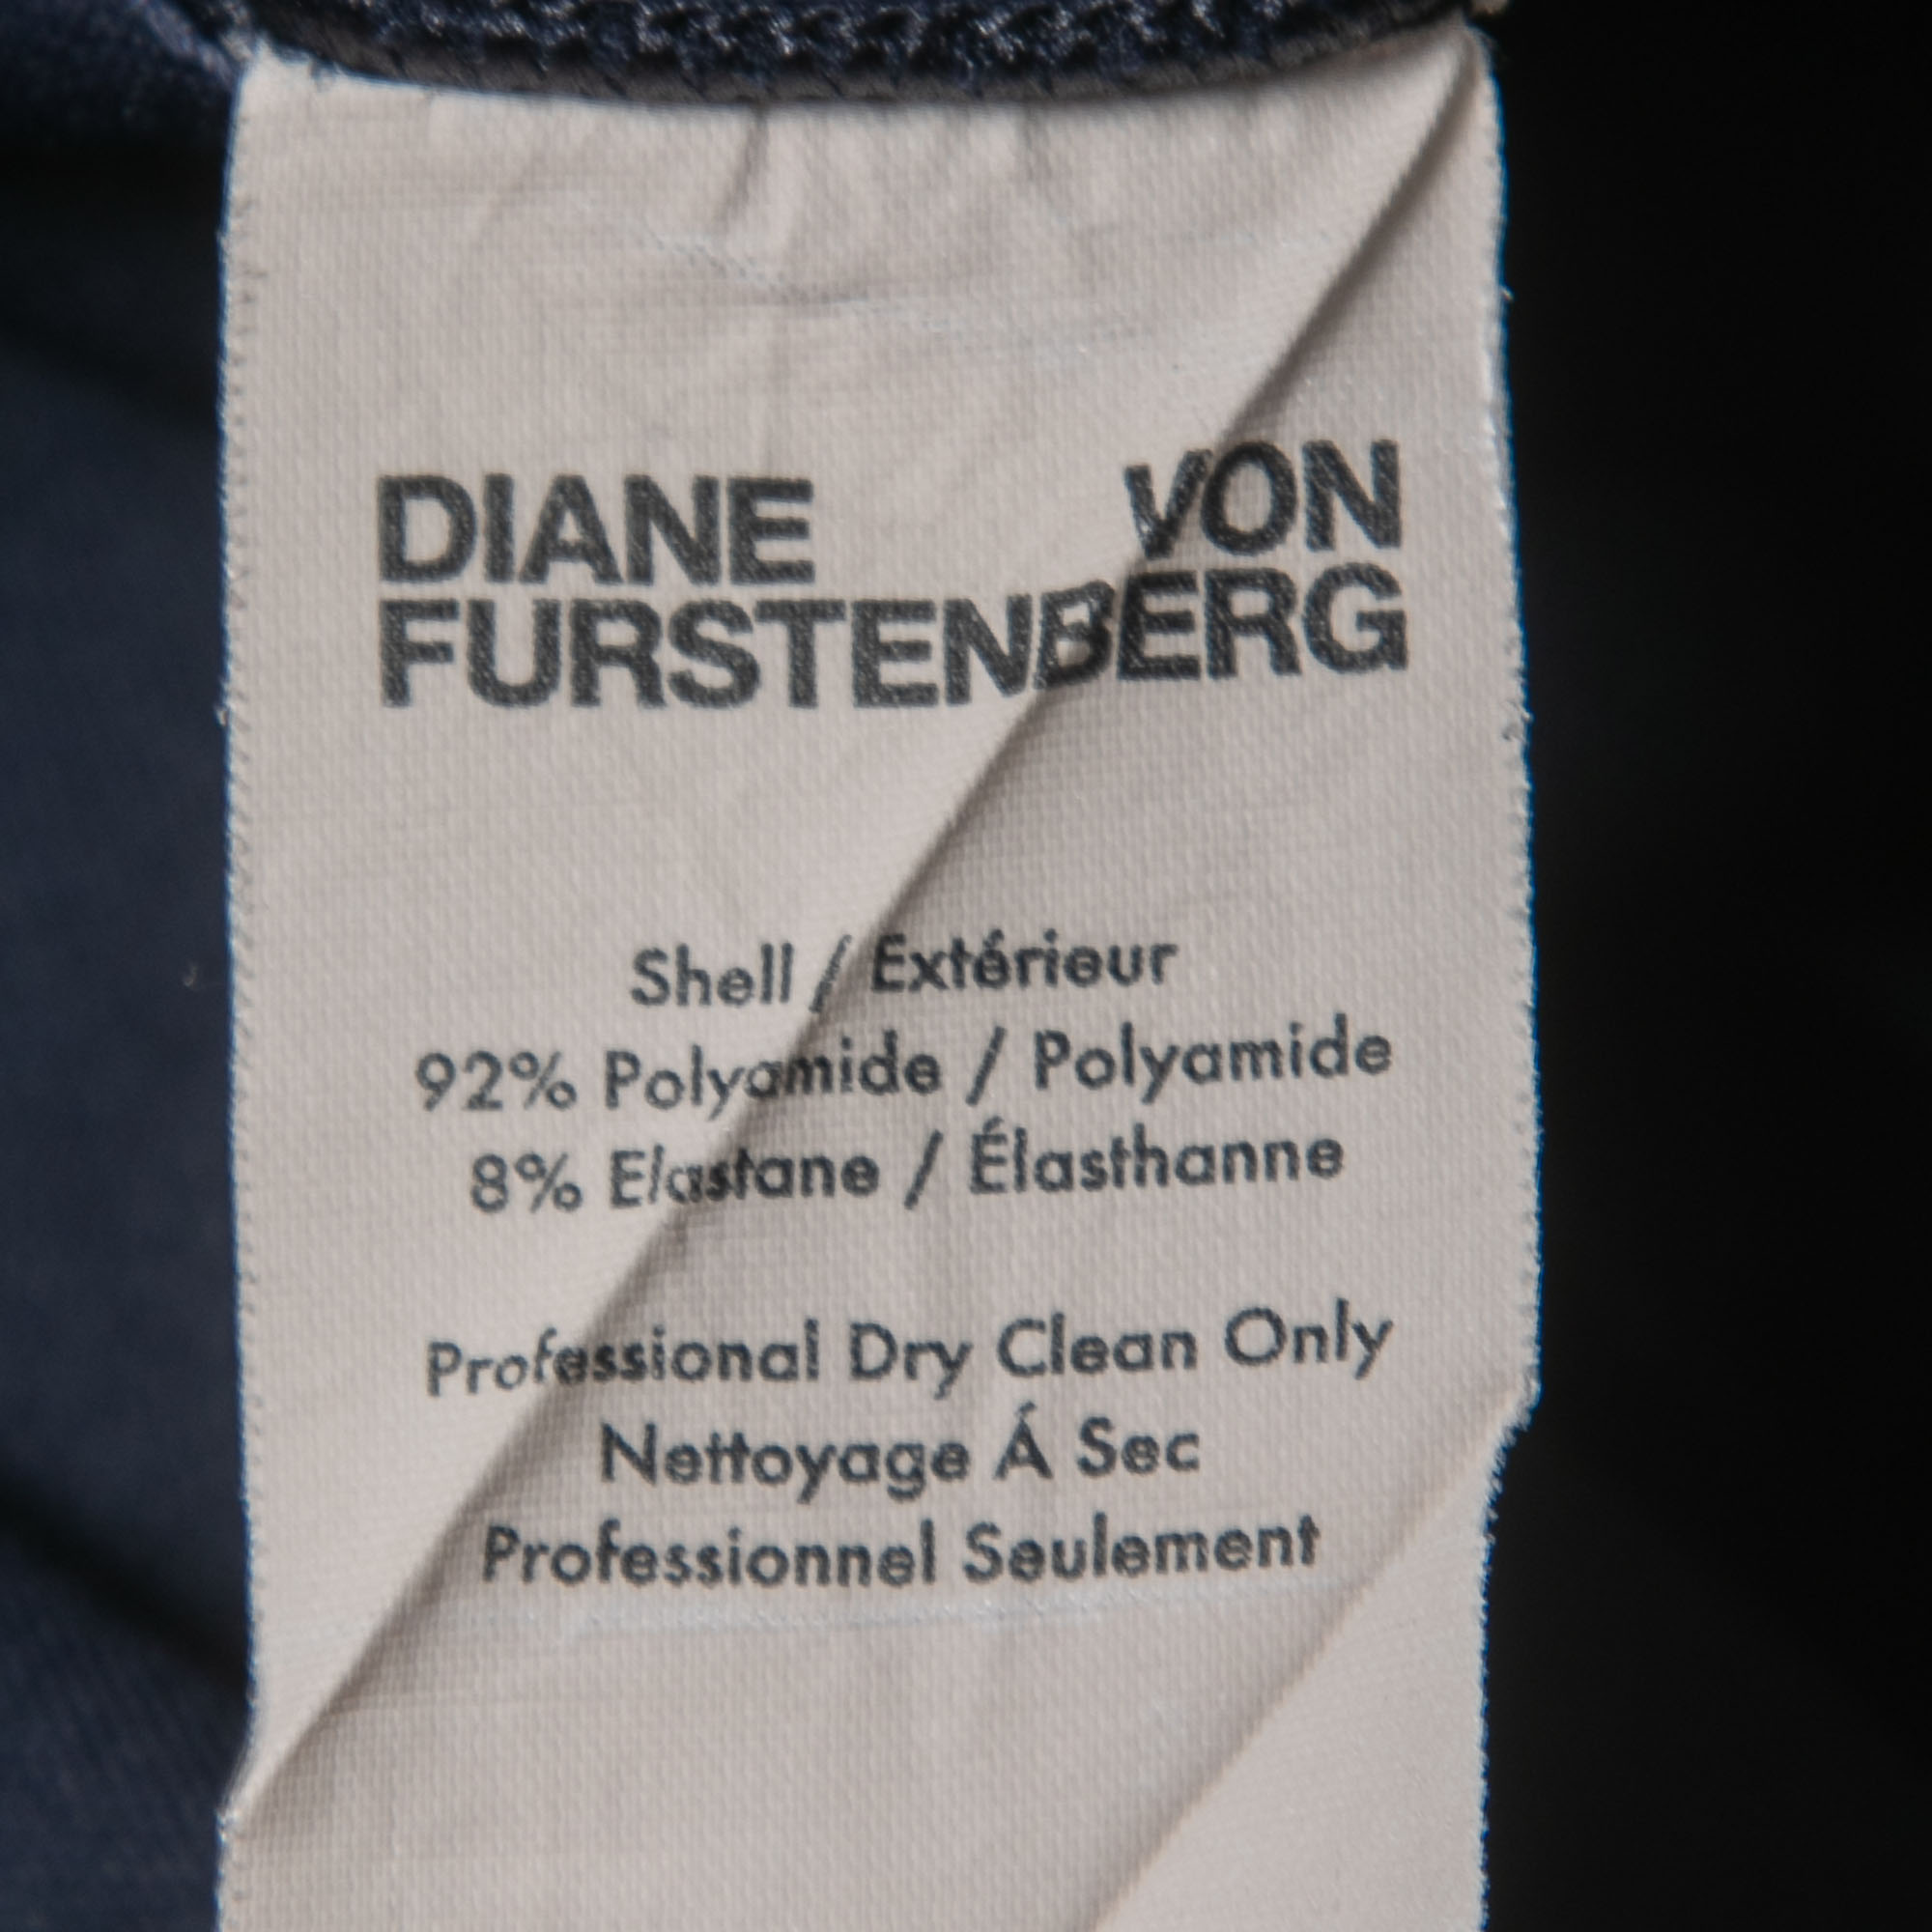 DIANE VON
FURSTENBERG
Shell / Extérieur
92% Polyamide / Polyamide
8% Elastane / Élasthanne
Professional Dry Clean Only
Nettoyage Á Sec
Professionnel Seulement